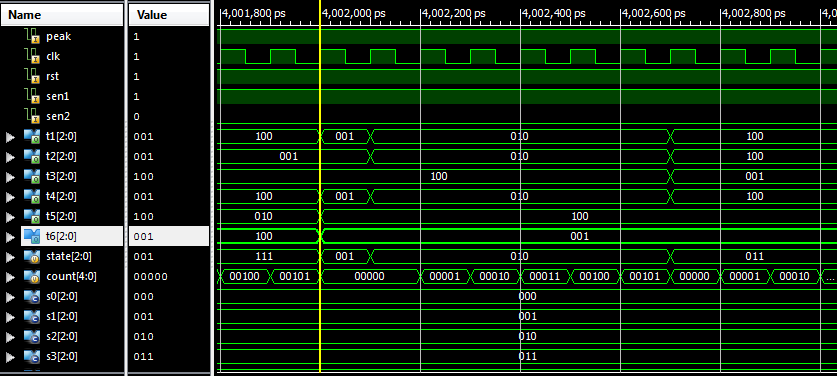 Name Value 4,001,800 ps 4,002,000 ps 4,002,200 ps 4,002,400 ps 4,002,600 ps 4,002,800 ps
peak 1
clk 1
rst 1
sen1 1
sen2 0
t1[2:0] 001 100 001 010 100
t2[2:0] 001 001 010 100
t3[2:0] 100 100 001
t4[2:0] 001 100 001 010 100
t5[2:0] 100 010 100
t6[2:0] 001 100 001
state[2:0] 001 111 001 010 011
count[4:0] 00000 00100 00101 00000 00001 00010 00011 00100 00101 00000 00001 00010 ...
s0[2:0] 000 000
s1[2:0] 001 001
s2[2:0] 010 010
s3[2:0] 011 011